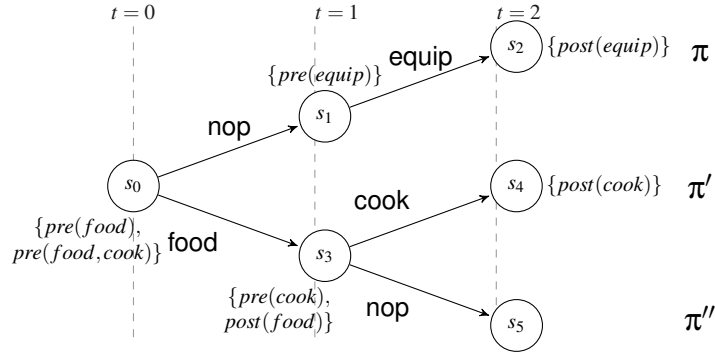 t = 0
t = 1
t = 2
s₂
{post(equip)}
π
equip
{pre(equip)}
s₁
nop
s₀
cook
s₄
{post(cook)}
π′
{pre(food),
pre(food,cook)}
food
s₃
{pre(cook),
post(food)}
nop
s₅
π″